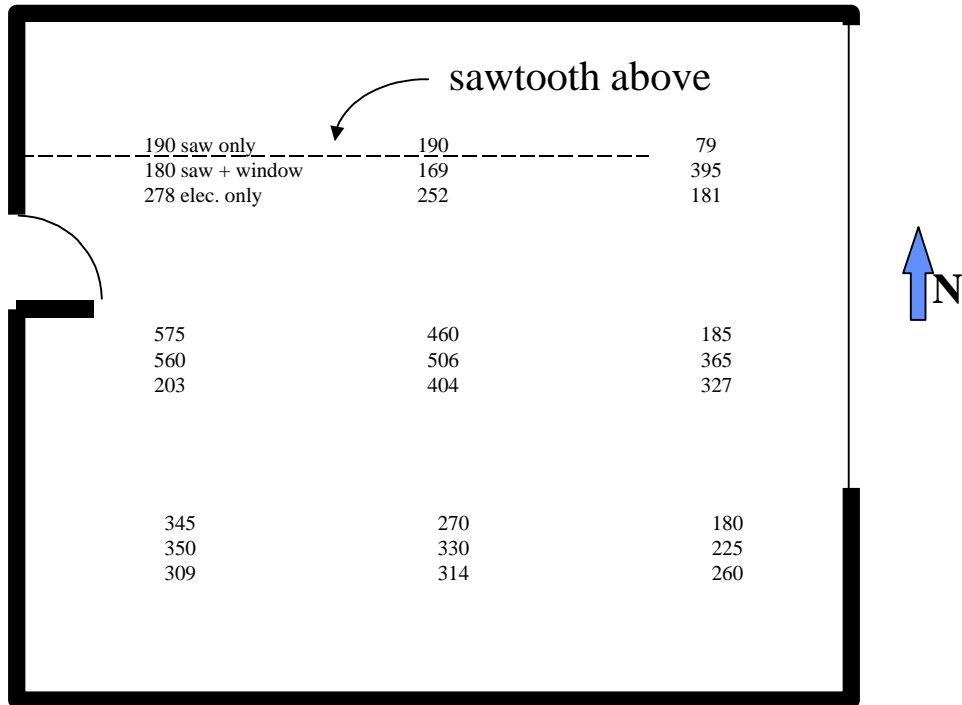 sawtooth above
190 saw only 190 79
180 saw + window 169 395
278 elec. only 252 181
N
575 460 185
560 506 365
203 404 327
345 270 180
350 330 225
309 314 260